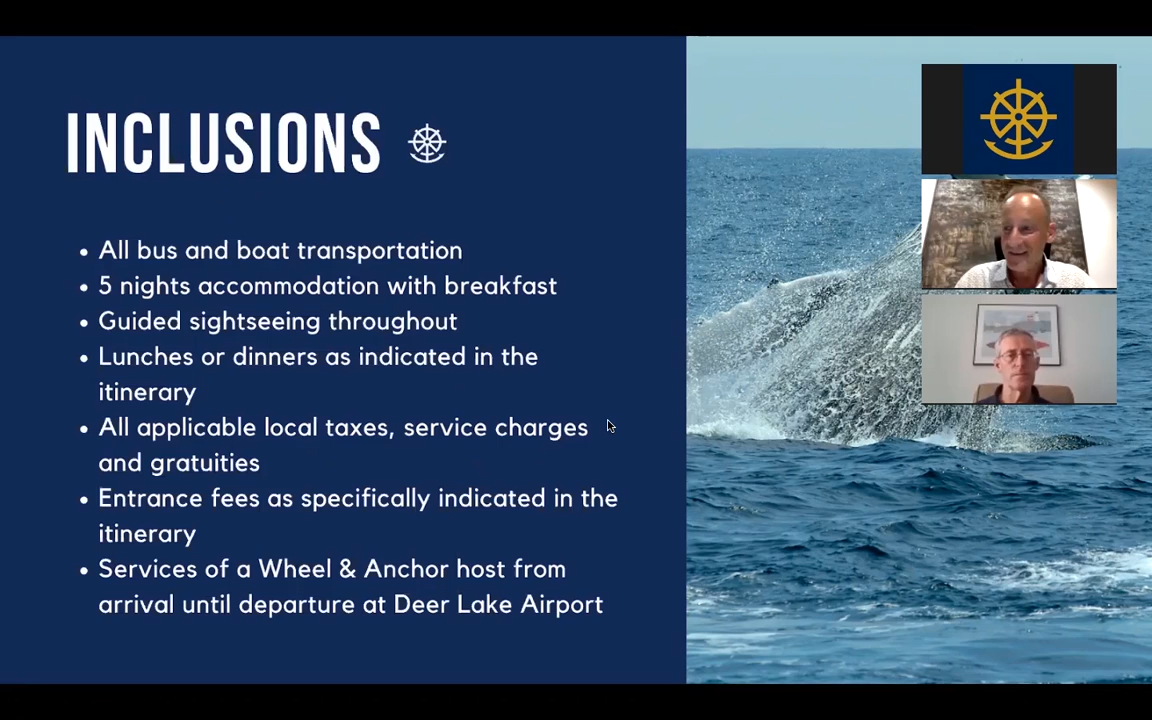 INCLUSIONS
• All bus and boat transportation
• 5 nights accommodation with breakfast
• Guided sightseeing throughout
• Lunches or dinners as indicated in the
itinerary
• All applicable local taxes, service charges
and gratuities
• Entrance fees as specifically indicated in the
itinerary
• Services of a Wheel & Anchor host from
arrival until departure at Deer Lake Airport